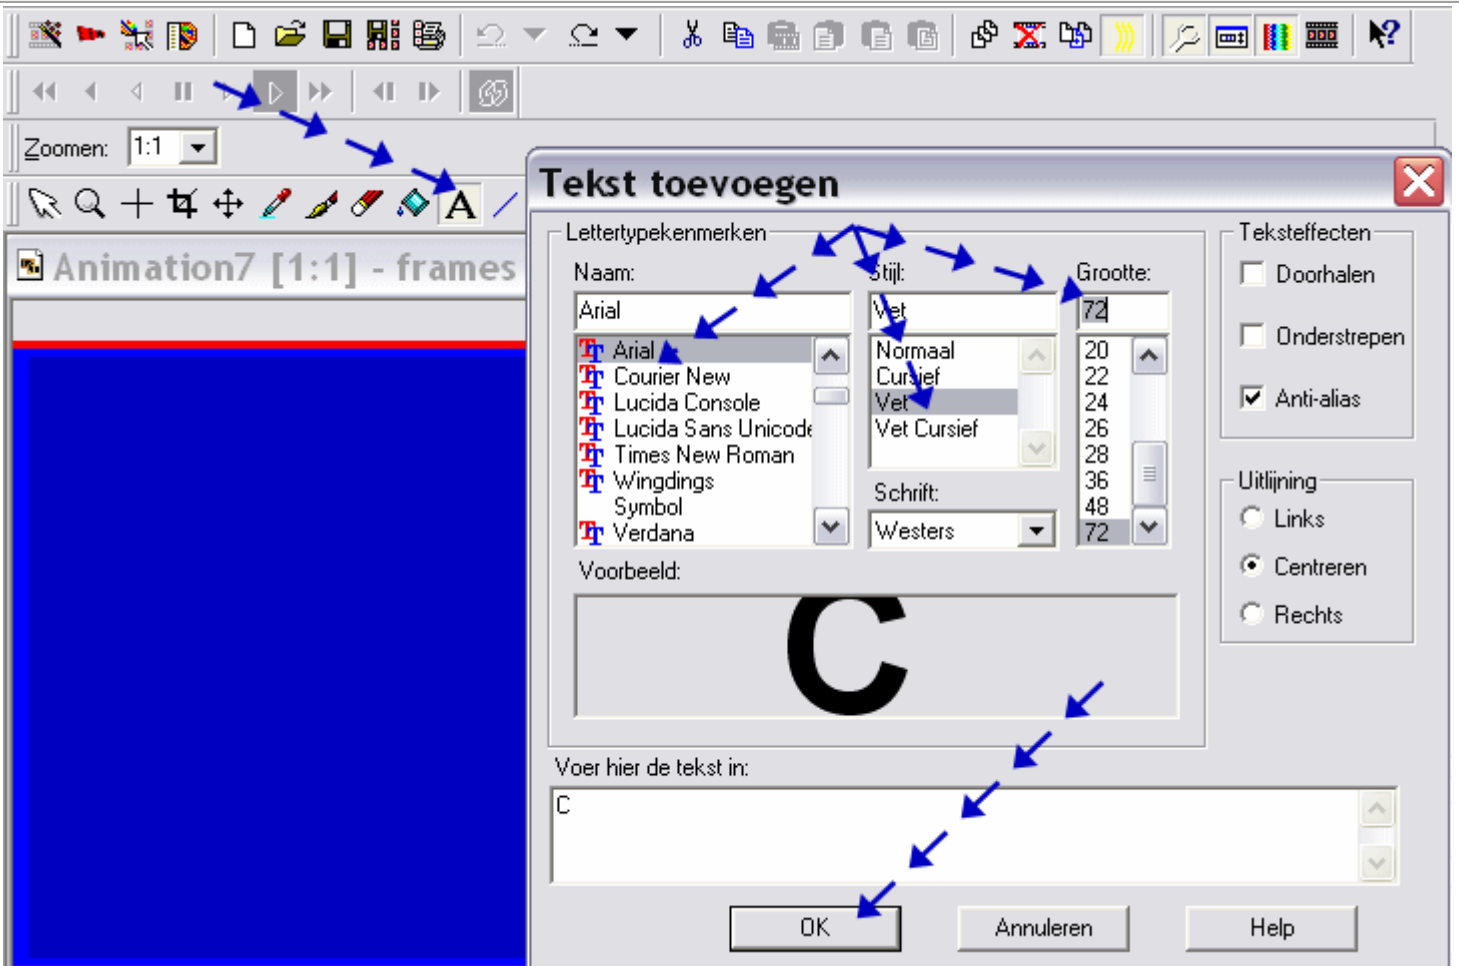 Zoomen: 1:1
A
Animation7 [1:1] - frames
Tekst toevoegen
Lettertypekenmerken
Naam:
Arial
Arial
Courier New
Lucida Console
Lucida Sans Unicode
Times New Roman
Wingdings
Symbol
Verdana
Stijl:
Vet
Normaal
Cursief
Vet
Vet Cursief
Schrift:
Westers
Grootte:
72
20
22
24
26
28
36
48
72
Voorbeeld:
C
Teksteffecten
Doorhalen
Onderstrepen
Anti-alias
Uitlijning
Links
Centreren
Rechts
Voer hier de tekst in:
C
OK
Annuleren
Help